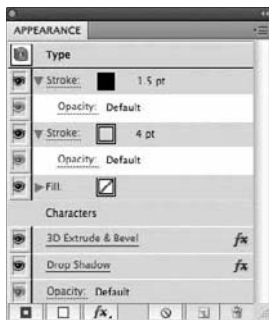 APPEARANCE
Type
Stroke: 1.5 pt
Opacity: Default
Stroke: 4 pt
Opacity: Default
Fill:
Characters
3D Extrude & Bevel fx
Drop Shadow fx
Opacity: Default
fx.